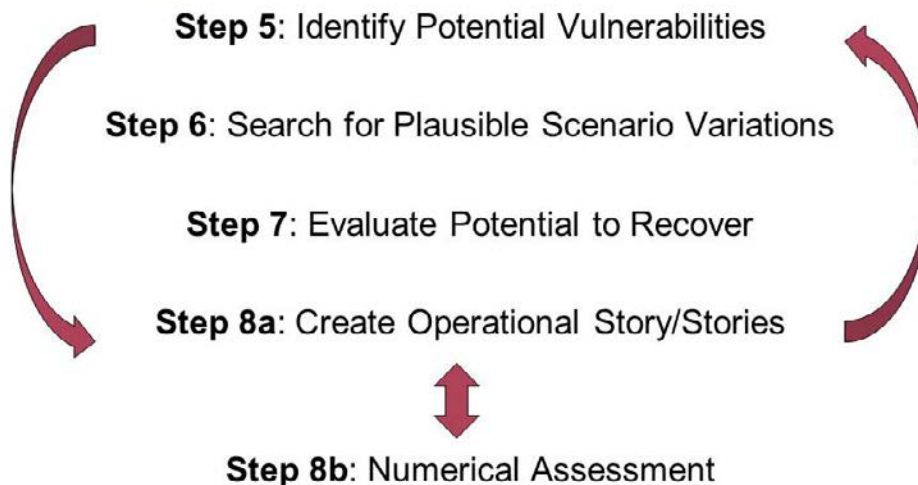 Step 5: Identify Potential Vulnerabilities
Step 6: Search for Plausible Scenario Variations
Step 7: Evaluate Potential to Recover
Step 8a: Create Operational Story/Stories
Step 8b: Numerical Assessment